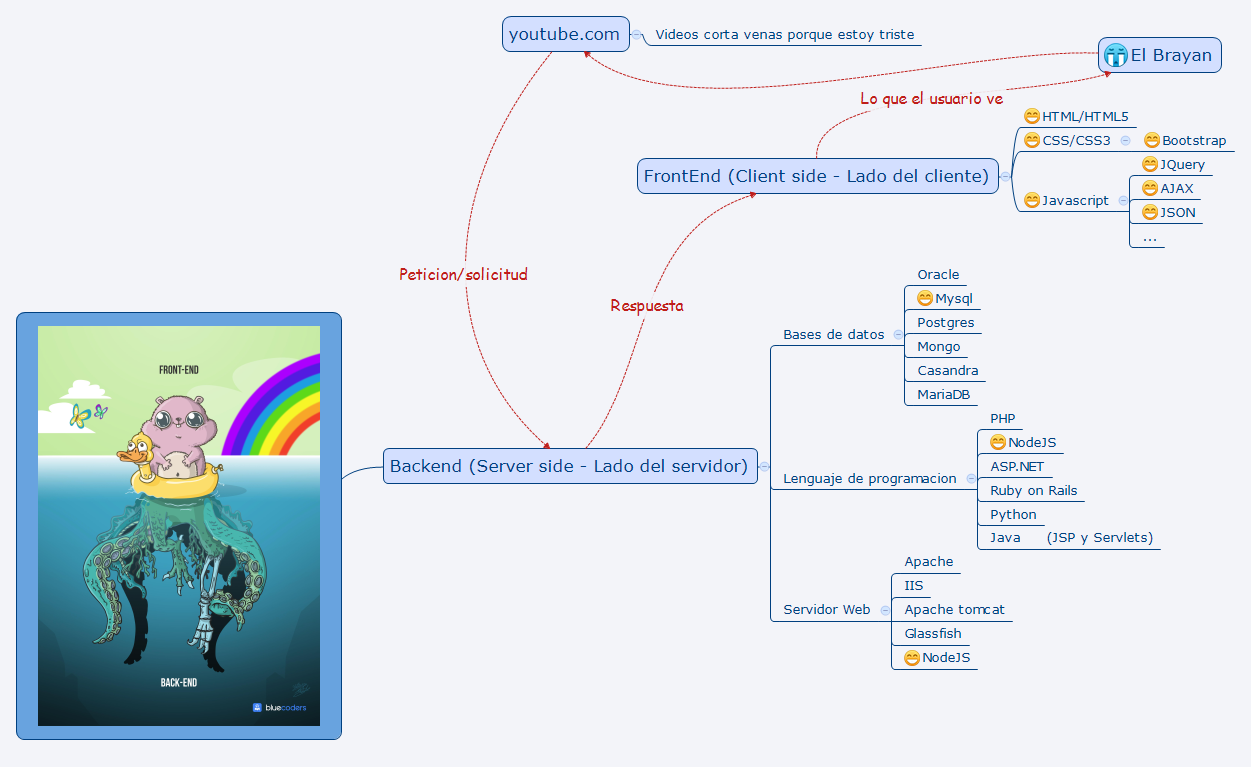 youtube.com
Videos corta venas porque estoy triste
El Brayan
Lo que el usuario ve
FrontEnd (Client side - Lado del cliente)
HTML/HTML5
CSS/CSS3
Bootstrap
Javascript
JQuery
AJAX
JSON
...
Peticion/solicitud
Respuesta
FRONT-END
BACK-END
bluecoders
Backend (Server side - Lado del servidor)
Bases de datos
Oracle
Mysql
Postgres
Mongo
Casandra
MariaDB
Lenguaje de programacion
PHP
NodeJS
ASP.NET
Ruby on Rails
Python
Java (JSP y Servlets)
Servidor Web
Apache
IIS
Apache tomcat
Glassfish
NodeJS